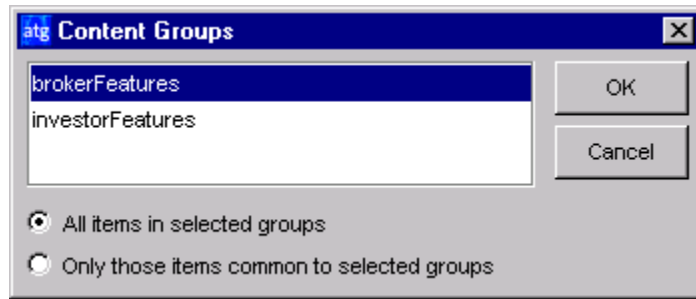 atg Content Groups
brokerFeatures
investorFeatures
OK
Cancel
All items in selected groups
Only those items common to selected groups